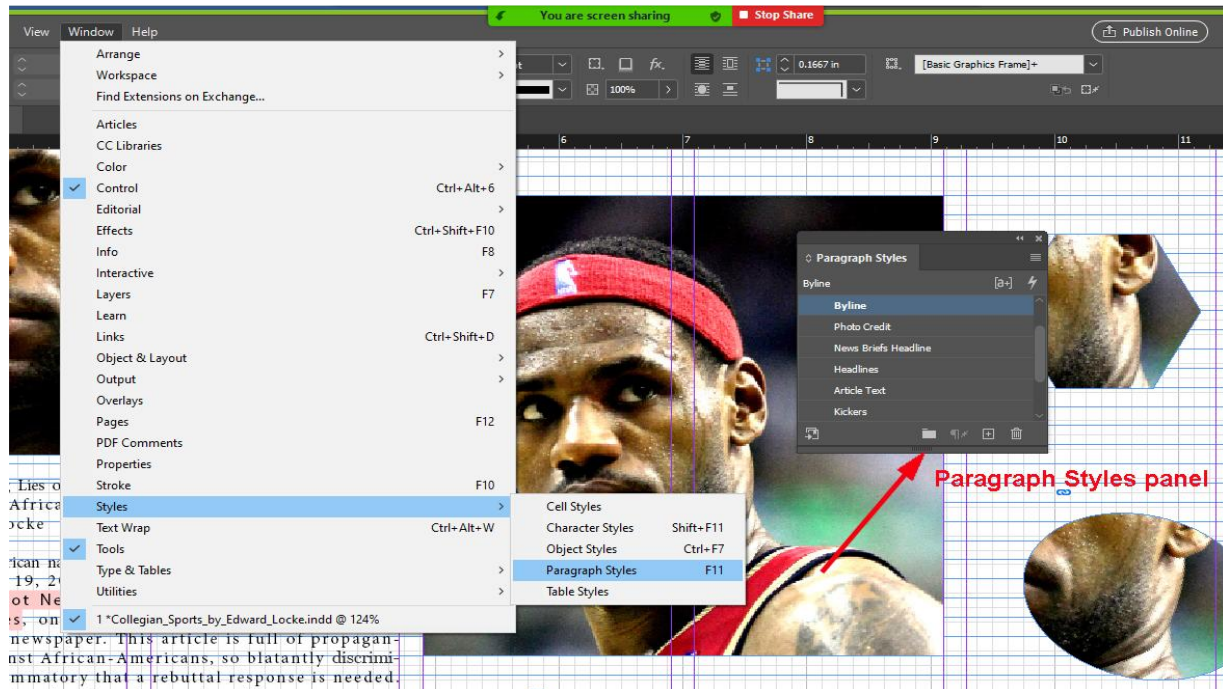 You are screen sharing
Stop Share
View Window Help
Publish Online
0.1667 in
[Basic Graphics Frame]+
100%
6 7 8 9 10 11
Arrange
Workspace
Find Extensions on Exchange...
Articles
CC Libraries
Color
Control Ctrl+Alt+6
Editorial
Effects Ctrl+Shift+F10
Info F8
Interactive
Layers F7
Learn
Links Ctrl+Shift+D
Object & Layout
Output
Overlays
Pages F12
PDF Comments
Properties
Stroke F10
Styles
Text Wrap Ctrl+Alt+W
Tools
Type & Tables
Utilities
1 *Collegian_Sports_by_Edward_Locke.indd @ 124%
Cell Styles
Character Styles Shift+F11
Object Styles Ctrl+F7
Paragraph Styles F11
Table Styles
Paragraph Styles
Byline [a+]
Byline
Photo Credit
News Briefs Headline
Headlines
Article Text
Kickers
Paragraph Styles panel
Lies
Africa
ocke
rican na
19, 2
ot Ne
s, on
newspaper. This article is full of propagan-
nst African-Americans, so blatantly discrimi-
mmatory that a rebuttal response is needed.